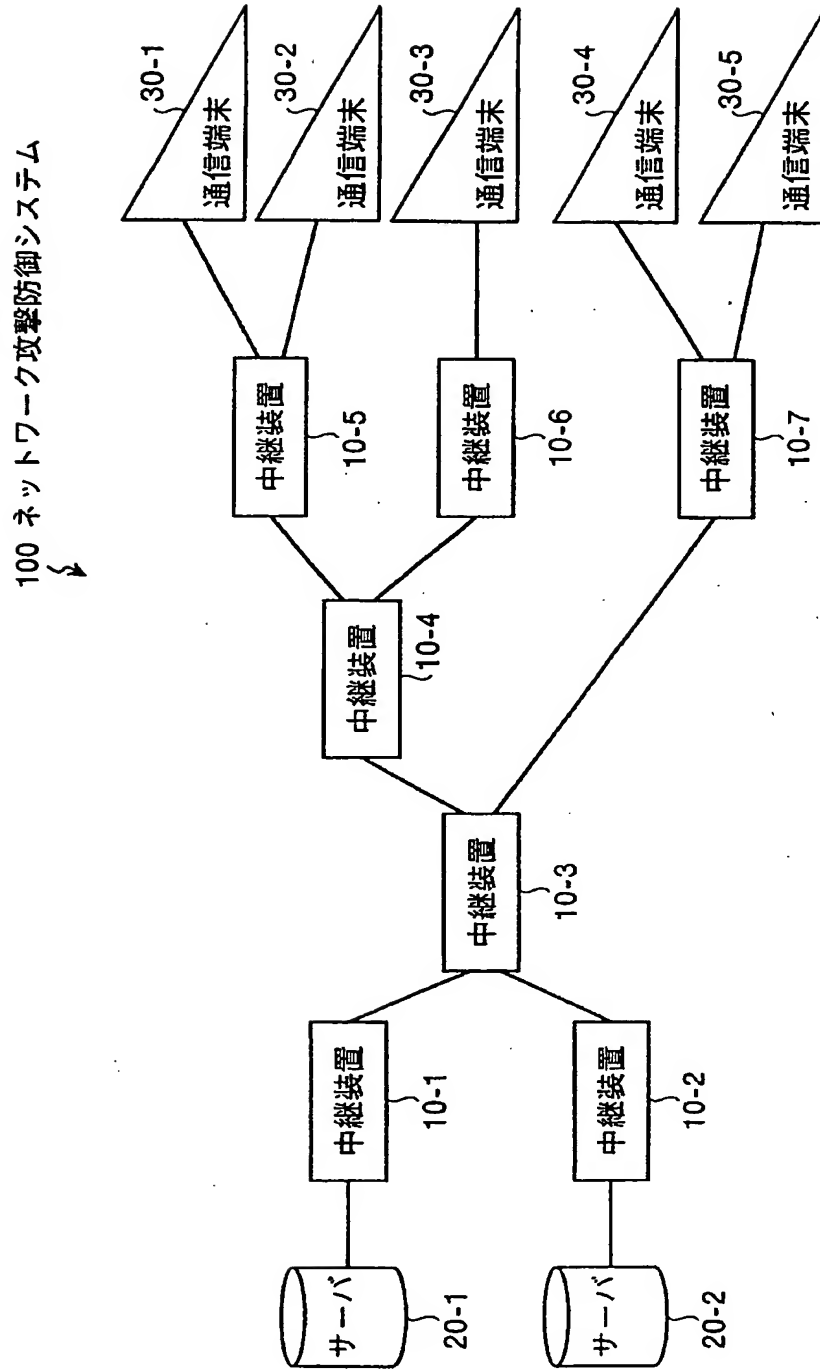 100 ネットワーク攻撃防御システム
30-1
通信端末
30-2
通信端末
30-3
通信端末
30-4
通信端末
30-5
通信端末
中継装置
10-5
中継装置
10-6
中継装置
10-7
中継装置
10-4
中継装置
10-3
中継装置
10-1
中継装置
10-2
サーバ
20-1
サーバ
20-2